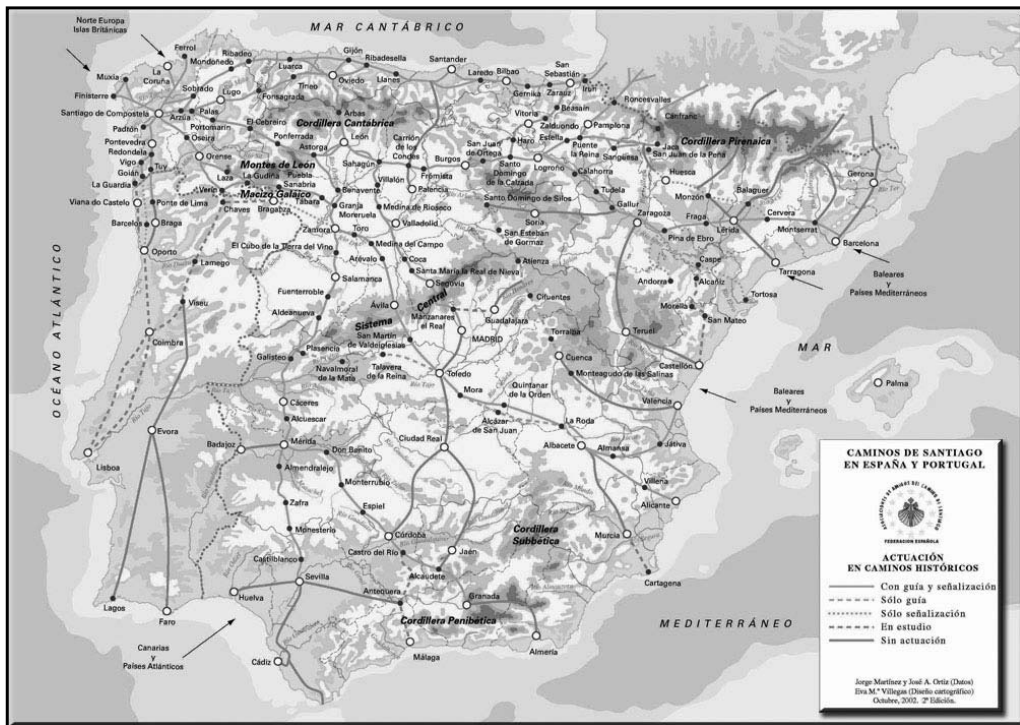 MAR CANTÁBRICO
Norte Europa
Islas Británicas
Ferrol
Mondoñedo
Ribadeo
Luarca
Gijón
Ribadesella
Santander
Muxia
La
Coruña
Tineo
Oviedo
Llanes
Laredo
Bilbao
San
Sebastián
Finisterre
Sobrado
Lugo
Fonsagrada
Gernika
Zarauz
Irún
Roncesvalles
Santiago de Compostela
Arzúa
Palas
Arbas
Cordillera Cantábrica
Beasain
Canfranc
Padrón
Portomarín
El Cebreiro
León
Carrión
de los
Condes
Vitoria
Zalduondo
Pamplona
Cordillera Pirenaica
Pontevedra
Oseira
Ponferrada
San Juan
de Ortega
Haro
Estella
Puente
la Reina
Jaca
San Juan de la Peña
Redondela
Orense
Astorga
Sahagún
Burgos
Sangüesa
Vigo
Tuy
Montes de León
Frómista
Santo
Domingo
de la Calzada
Logroño
Calahorra
Huesca
Goián
Laza
La Gudiña
Puebla
Sanabria
Villalón
Palencia
Balaguer
Gerona
La Guardia
Verín
Macizo Galaico
Benavente
Santo Domingo de Silos
Tudela
Monzón
Viana do Castelo
Ponte de Lima
Chaves
Braganza
Tábara
Granja
Moreruela
Medina de Rioseco
Gallur
Zaragoza
Fraga
Cervera
Barcelos
Braga
Zamora
Toro
Valladolid
Soria
Lérida
Montserrat
Oporto
El Cubo de la Tierra del Vino
Medina del Campo
San Esteban
de Gormaz
Pina de Ebro
Barcelona
Lamego
Arévalo
Coca
Atienza
Caspe
Tarragona
Salamanca
Santa María la Real de Nieva
Andorra
Alcañiz
Baleares
y
Países Mediterráneos
Viseu
Fuenterroble
Segovia
Cifuentes
Tortosa
Aldeanueva
Ávila
Central
Morella
San Mateo
Sistema
Manzanares
el Real
Guadalajara
Coimbra
San Martín
de Valdeiglesias
MADRID
Torralba
Teruel
MAR
Galisteo
Plasencia
Navalmoral
de la Mata
Talavera
de la Reina
Cuenca
Castellón
Toledo
Monteagudo de las Salinas
Palma
OCEANO ATLÁNTICO
Cáceres
Mora
Quintanar
de la Orden
Valencia
Baleares
y
Países Mediterráneos
Alcuescar
Alcázar
de San Juan
La Roda
Evora
Badajoz
Mérida
Ciudad Real
Albacete
Almansa
Játiva
Lisboa
Don Benito
Almendralejo
Monterrubio
Villena
Zafra
Espiel
Alicante
Monesterio
Córdoba
Cordillera
Subbética
Murcia
Castilblanco
Castro del Río
Jaén
Alcaudete
Cartagena
Sevilla
Huelva
Antequera
Granada
Lagos
Faro
Cordillera Penibética
MEDITERRÁNEO
Canarias
y
Países Atlánticos
Cádiz
Málaga
Almería
CAMINOS DE SANTIAGO
EN ESPAÑA Y PORTUGAL
FEDERACION ESPAÑOLA
ACTUACIÓN
EN CAMINOS HISTÓRICOS
Con guía y señalización
Sólo guía
Sólo señalización
En estudio
Sin actuación
Jorge Martínez y José A. Ortiz (Datos)
Eva M.ª Villegas (Diseño cartográfico)
Octubre, 2002. 2ª Edición.